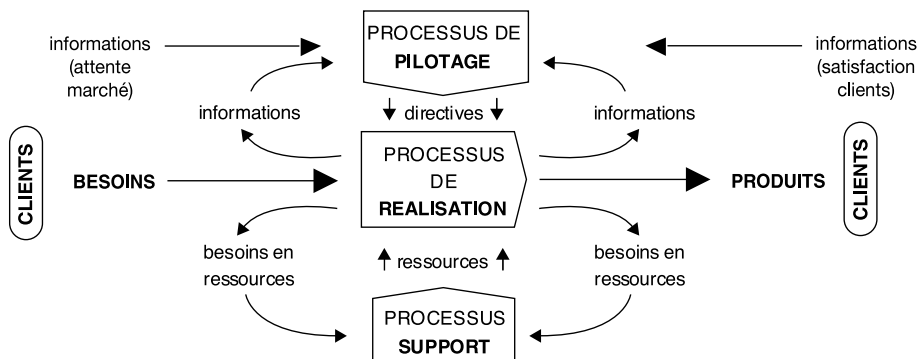 PROCESSUS DE
PILOTAGE
informations
(attente
marché)
informations
(satisfaction
clients)
informations
directives
informations
CLIENTS
BESOINS
PROCESSUS
DE
REALISATION
PRODUITS
CLIENTS
besoins en
ressources
ressources
besoins en
ressources
PROCESSUS
SUPPORT